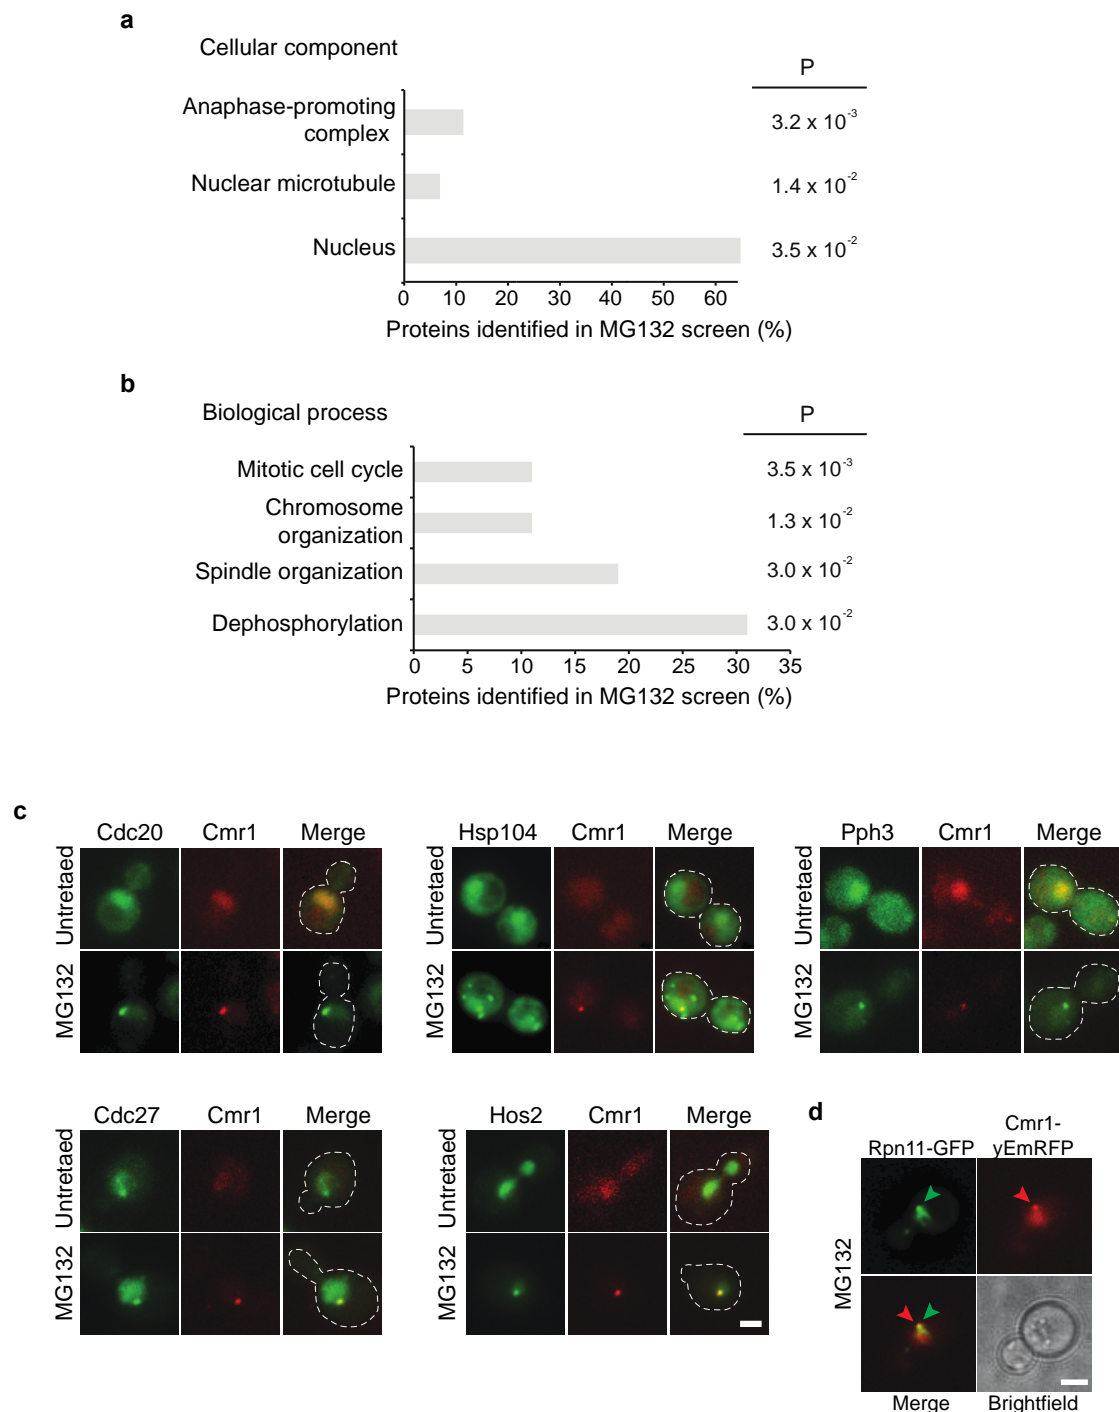 a
Cellular component
P
Anaphase-promoting
complex
3.2 x 10-3
Nuclear microtubule
1.4 x 10-2
Nucleus
3.5 x 10-2
0 10 20 30 40 50 60
Proteins identified in MG132 screen (%)
b
Biological process
P
Mitotic cell cycle
3.5 x 10-3
Chromosome
organization
1.3 x 10-2
Spindle organization
3.0 x 10-2
Dephosphorylation
3.0 x 10-2
0 5 10 15 20 25 30 35
Proteins identified in MG132 screen (%)
c
Cdc20 Cmr1 Merge
Untretaed
MG132
Hsp104 Cmr1 Merge
Untretaed
MG132
Pph3 Cmr1 Merge
Untretaed
MG132
Cdc27 Cmr1 Merge
Untretaed
MG132
Hos2 Cmr1 Merge
Untretaed
MG132
d
Rpn11-GFP
Cmr1-
yEmRFP
MG132
Merge Brightfield